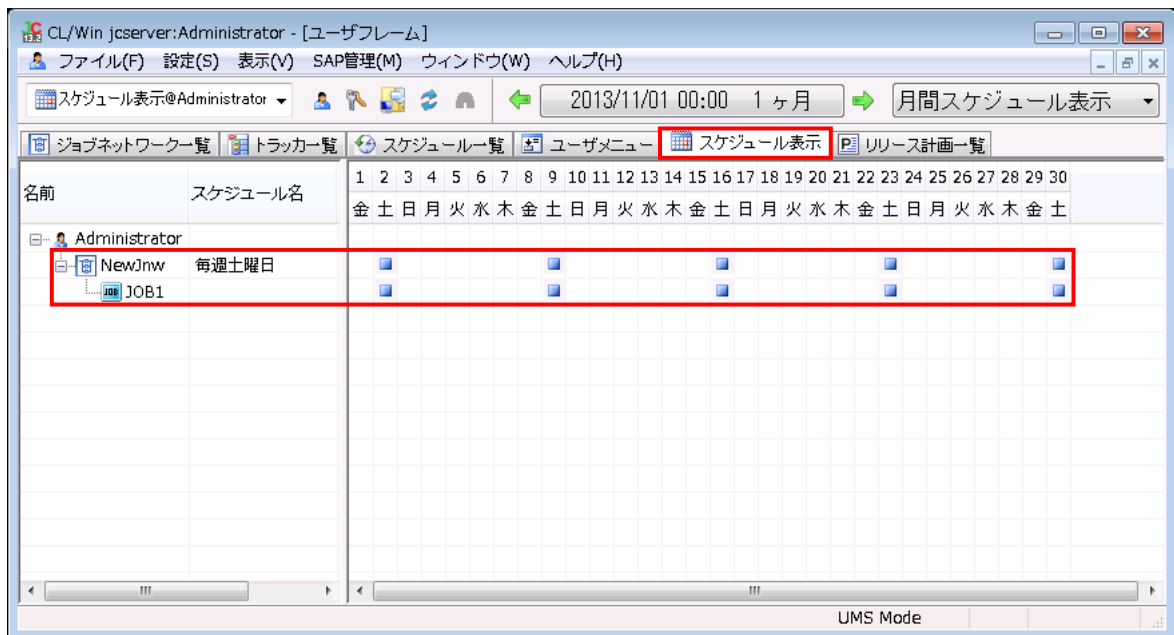 CL/Win jcserver:Administrator - [ユーザフレーム]
ファイル(F) 設定(S) 表示(V) SAP管理(M) ウィンドウ(W) ヘルプ(H)
スケジュール表示@Administrator 2013/11/01 00:00 1 ヶ月 月間スケジュール表示
ジョブネットワーク一覧 トラッカ一覧 スケジュール一覧 ユーザメニュー スケジュール表示 リリース計画一覧
名前 スケジュール名 1 2 3 4 5 6 7 8 9 10 11 12 13 14 15 16 17 18 19 20 21 22 23 24 25 26 27 28 29 30
金 土 日 月 火 水 木 金 土 日 月 火 水 木 金 土 日 月 火 水 木 金 土 日 月 火 水 木 金 土
Administrator
NewJnw 毎週土曜日
JOB JOB1
UMS Mode